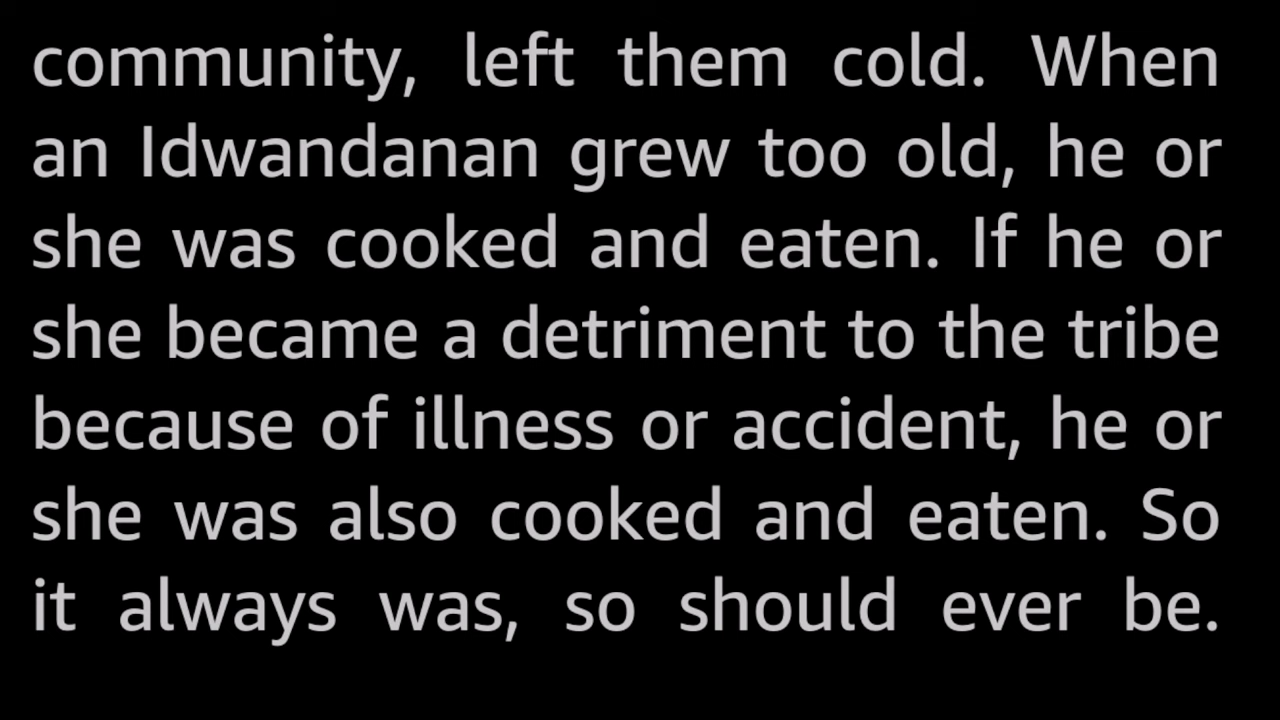 community, left them cold. When
an Idwandanan grew too old, he or
she was cooked and eaten. If he or
she became a detriment to the tribe
because of illness or accident, he or
she was also cooked and eaten. So
it always was, so should ever be.